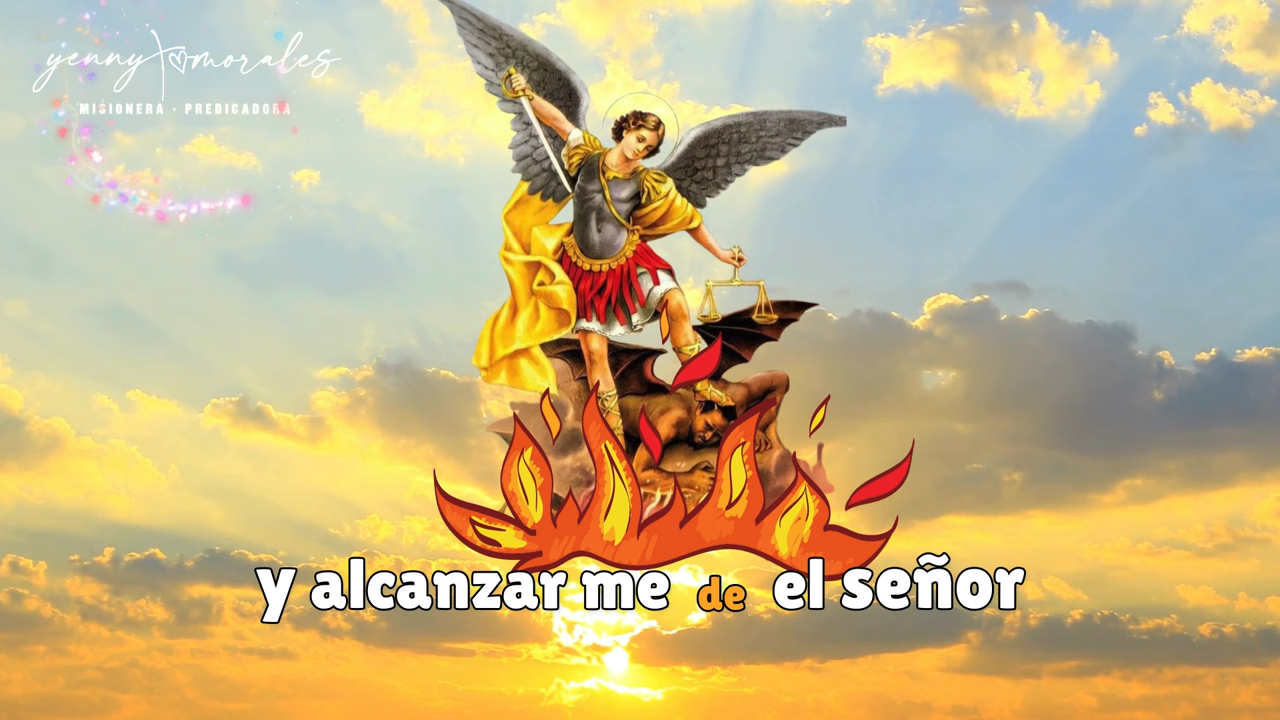 yenny morales
MISIONERA • PREDICADORA
y alcanzar me de el señor